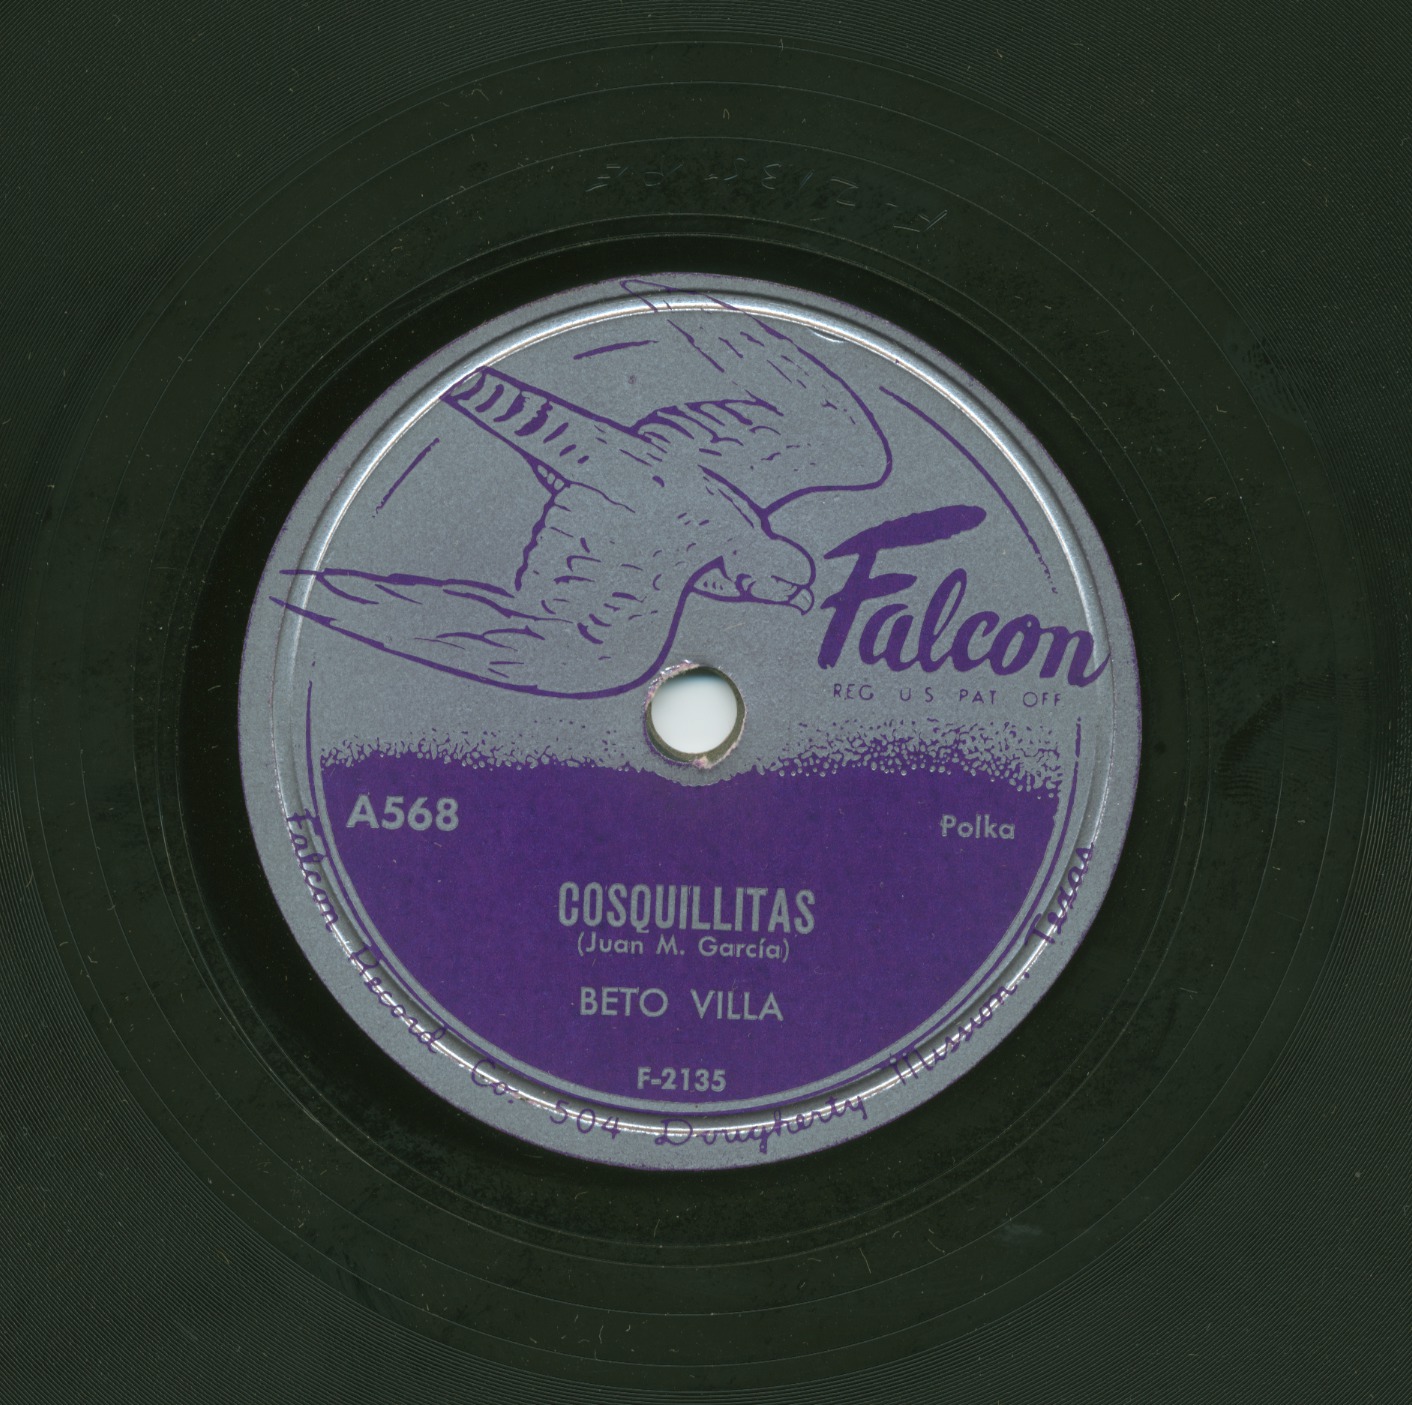 Falcon
REG U S PAT OFF
A568
Polka
COSQUILLITAS
(Juan M. García)
BETO VILLA
F-2135
Falcon Record Co. 504 Dougherty Mission, Texas